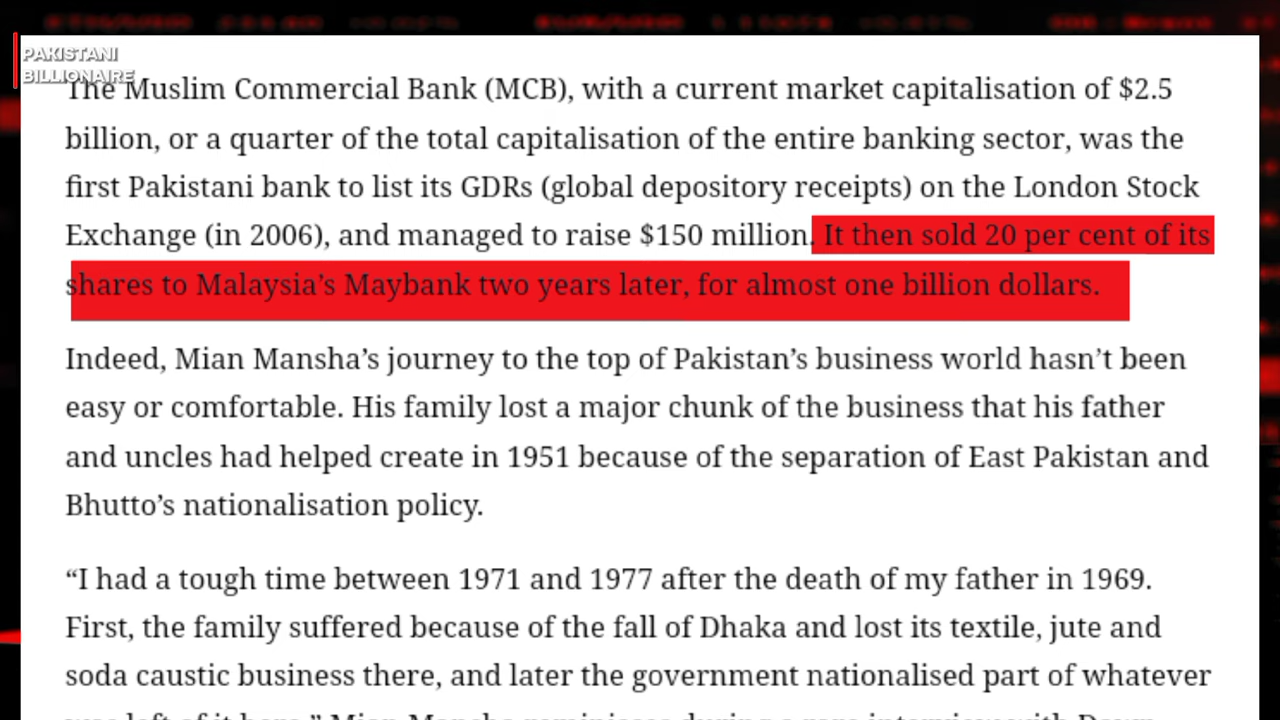 PAKISTANI
BILLIONAIRE
The Muslim Commercial Bank (MCB), with a current market capitalisation of $2.5
billion, or a quarter of the total capitalisation of the entire banking sector, was the
first Pakistani bank to list its GDRs (global depository receipts) on the London Stock
Exchange (in 2006), and managed to raise $150 million. It then sold 20 per cent of its
shares to Malaysia’s Maybank two years later, for almost one billion dollars.
Indeed, Mian Mansha’s journey to the top of Pakistan’s business world hasn’t been
easy or comfortable. His family lost a major chunk of the business that his father
and uncles had helped create in 1951 because of the separation of East Pakistan and
Bhutto’s nationalisation policy.
“I had a tough time between 1971 and 1977 after the death of my father in 1969.
First, the family suffered because of the fall of Dhaka and lost its textile, jute and
soda caustic business there, and later the government nationalised part of whatever